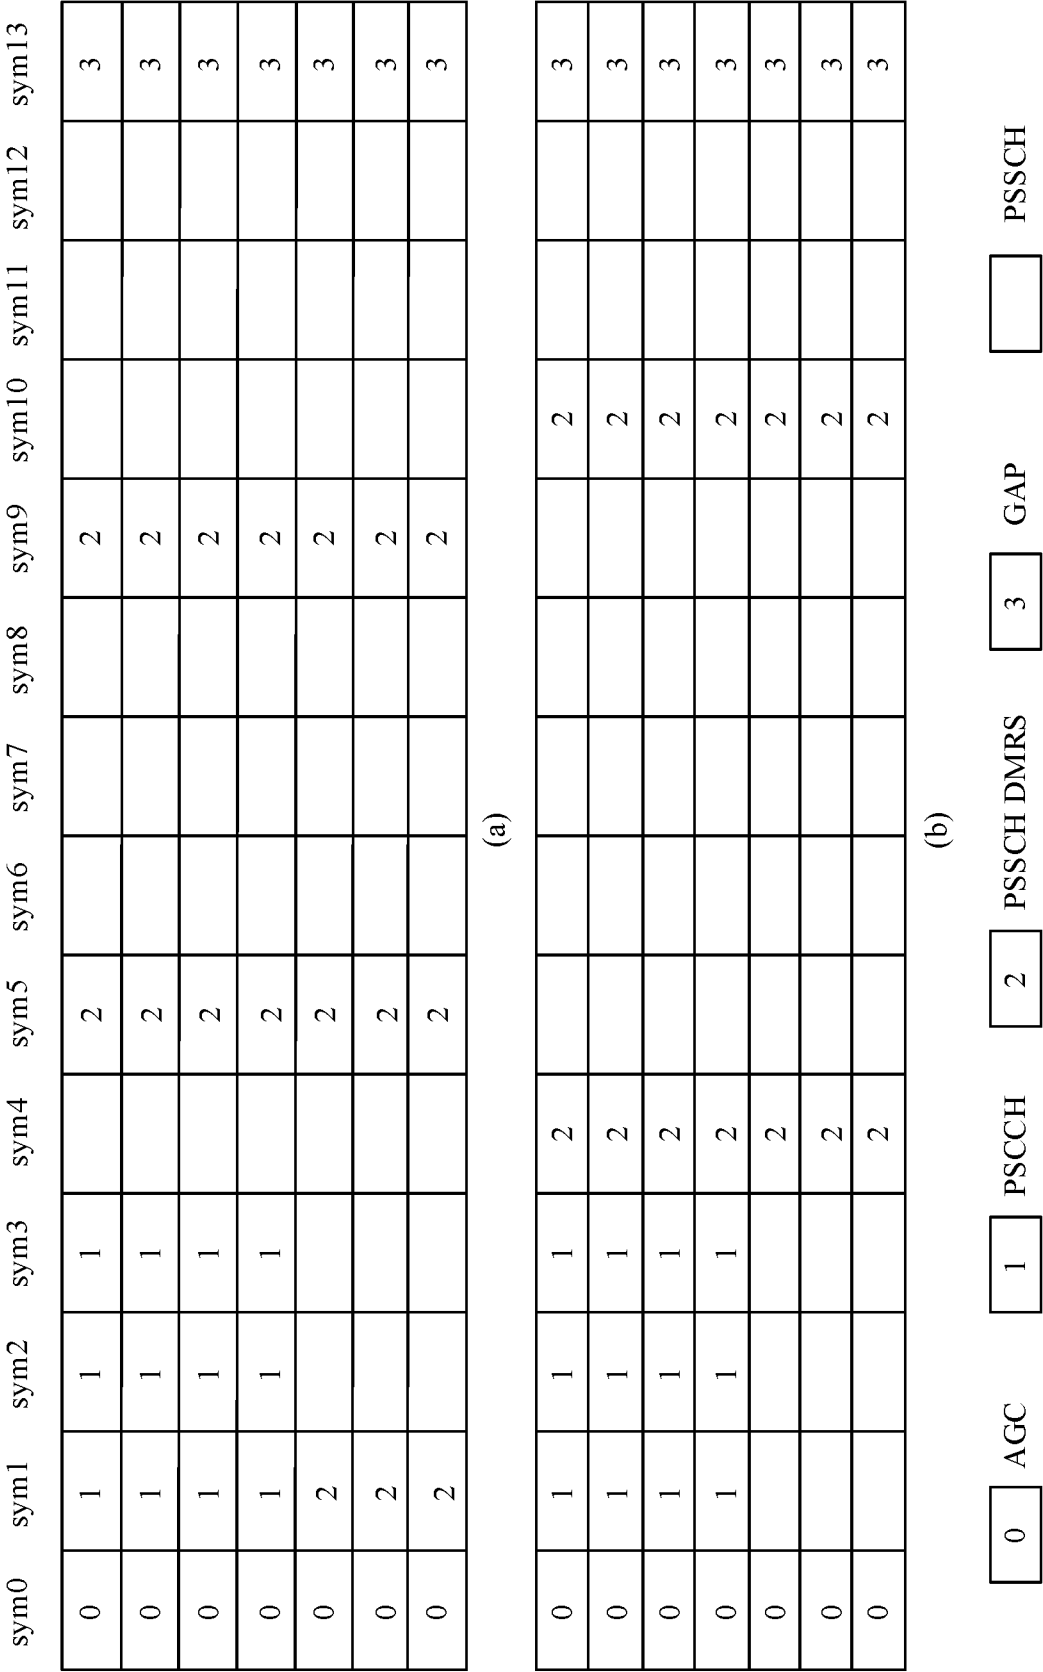 sym0 sym1 sym2 sym3 sym4 sym5 sym6 sym7 sym8 sym9 sym10 sym11 sym12 sym13
0 1 1 1 2 2 3
0 1 1 1 2 2 3
0 1 1 1 2 2 3
0 1 1 1 2 2 3
0 2 2 2 3
0 2 2 2 3
0 2 2 2 3
(a)
0 1 1 1 2 2 3
0 1 1 1 2 2 3
0 1 1 1 2 2 3
0 1 1 1 2 2 3
0 2 2 3
0 2 2 3
0 2 2 3
(b)
0 AGC 1 PSCCH 2 PSSCH DMRS 3 GAP PSSCH